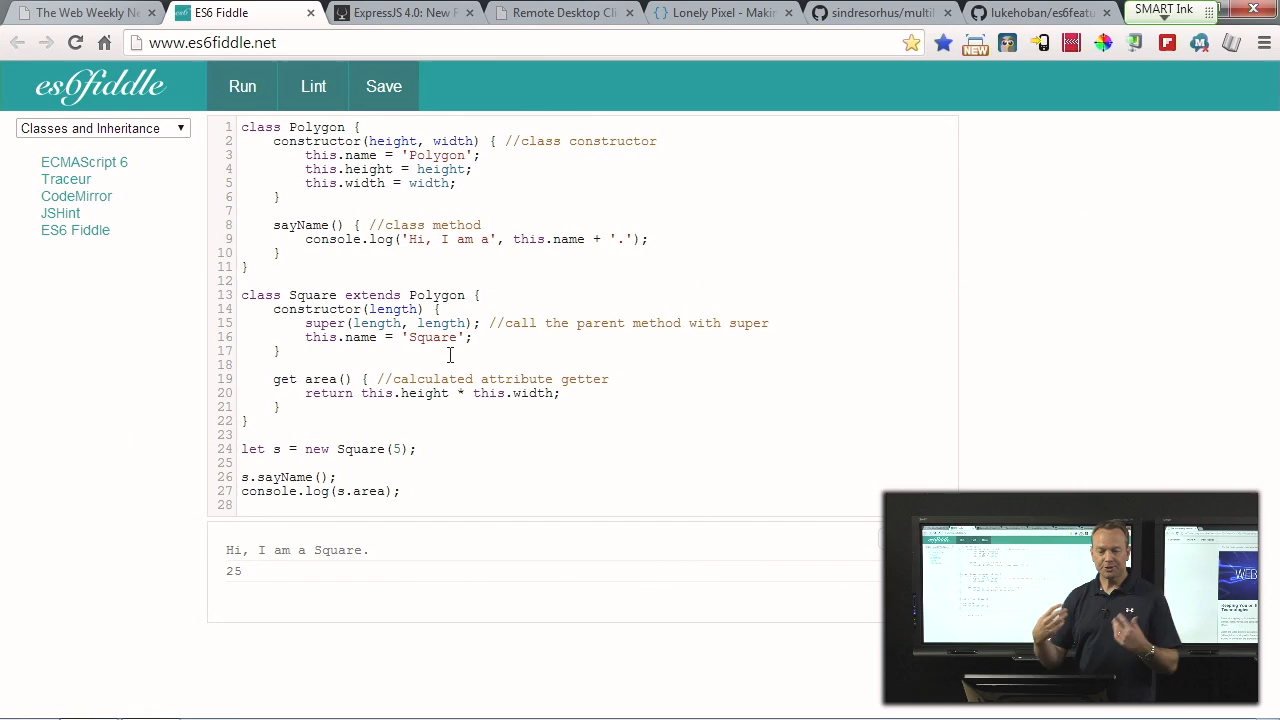 The Web Weekly Ne
ES6 Fiddle
ExpressJS 4.0: New
Remote Desktop Co
Lonely Pixel - Makin
sindresorhus/multil
lukehoban/es6featu
SMART Ink
www.es6fiddle.net
NEW
es6fiddle
Run
Lint
Save
Classes and Inheritance
ECMAScript 6
Traceur
CodeMirror
JSHint
ES6 Fiddle
1 class Polygon {
2 constructor(height, width) { //class constructor
3 this.name = 'Polygon';
4 this.height = height;
5 this.width = width;
6 }
7
8 sayName() { //class method
9 console.log('Hi, I am a', this.name + '.');
10 }
11 }
12
13 class Square extends Polygon {
14 constructor(length) {
15 super(length, length); //call the parent method with super
16 this.name = 'Square';
17 }
18
19 get area() { //calculated attribute getter
20 return this.height * this.width;
21 }
22 }
23
24 let s = new Square(5);
25
26 s.sayName();
27 console.log(s.area);
28
Hi, I am a Square.
25